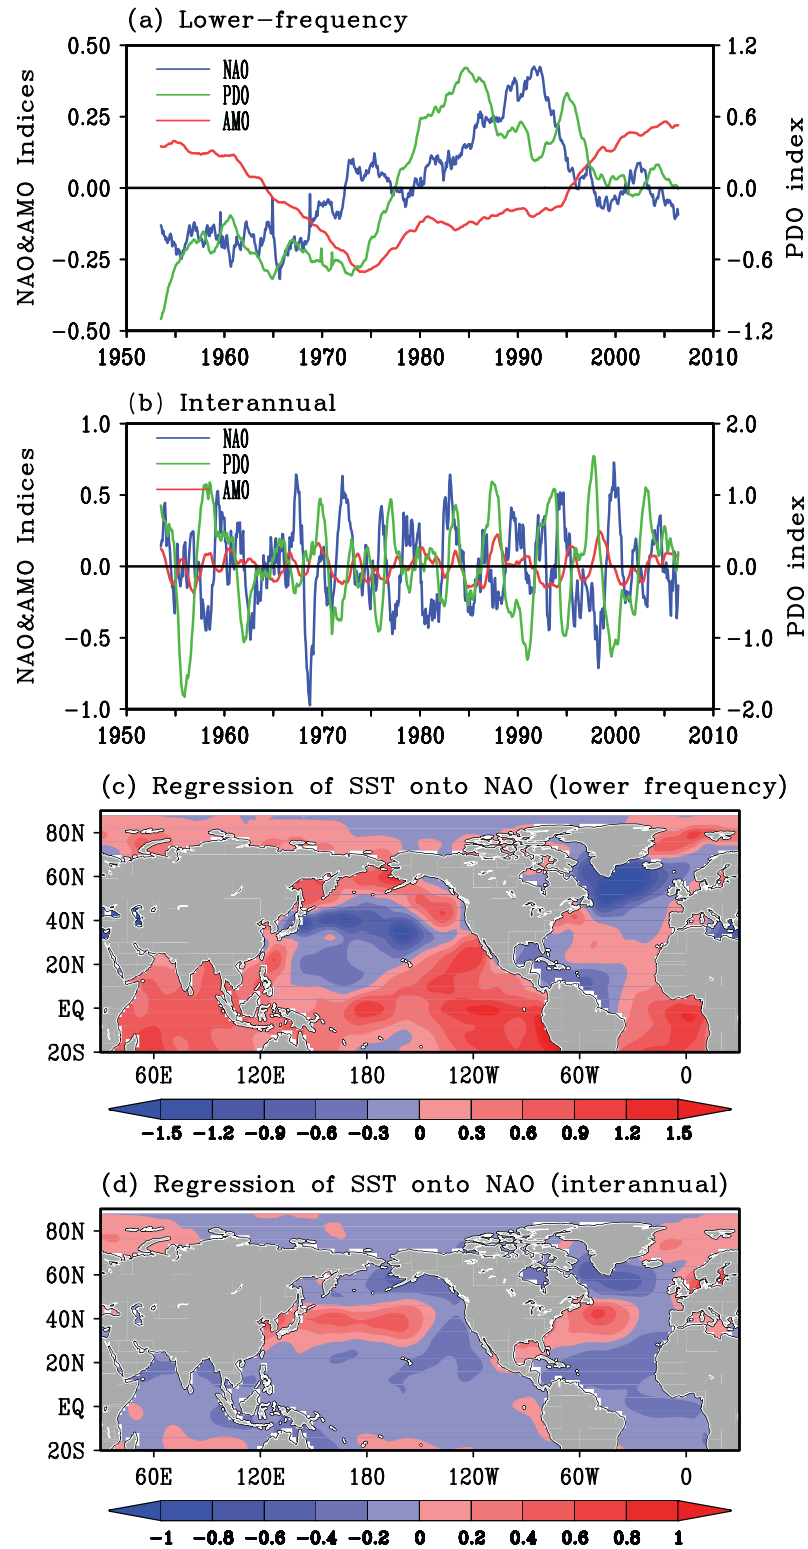 (a) Lower-frequency
0.50
0.25
0.00
-0.25
-0.50
NAO&AMO Indices
NAO
PDO
AMO
1.2
0.6
0.0
-0.6
-1.2
PDO index
1950 1960 1970 1980 1990 2000 2010
(b) Interannual
1.0
0.5
0.0
-0.5
-1.0
NAO&AMO Indices
NAO
PDO
AMO
2.0
1.0
0.0
-1.0
-2.0
PDO index
1950 1960 1970 1980 1990 2000 2010
(c) Regression of SST onto NAO (lower frequency)
80N
60N
40N
20N
EQ
20S
60E 120E 180 120W 60W 0
-1.5 -1.2 -0.9 -0.6 -0.3 0 0.3 0.6 0.9 1.2 1.5
(d) Regression of SST onto NAO (interannual)
80N
60N
40N
20N
EQ
20S
60E 120E 180 120W 60W 0
-1 -0.8 -0.6 -0.4 -0.2 0 0.2 0.4 0.6 0.8 1